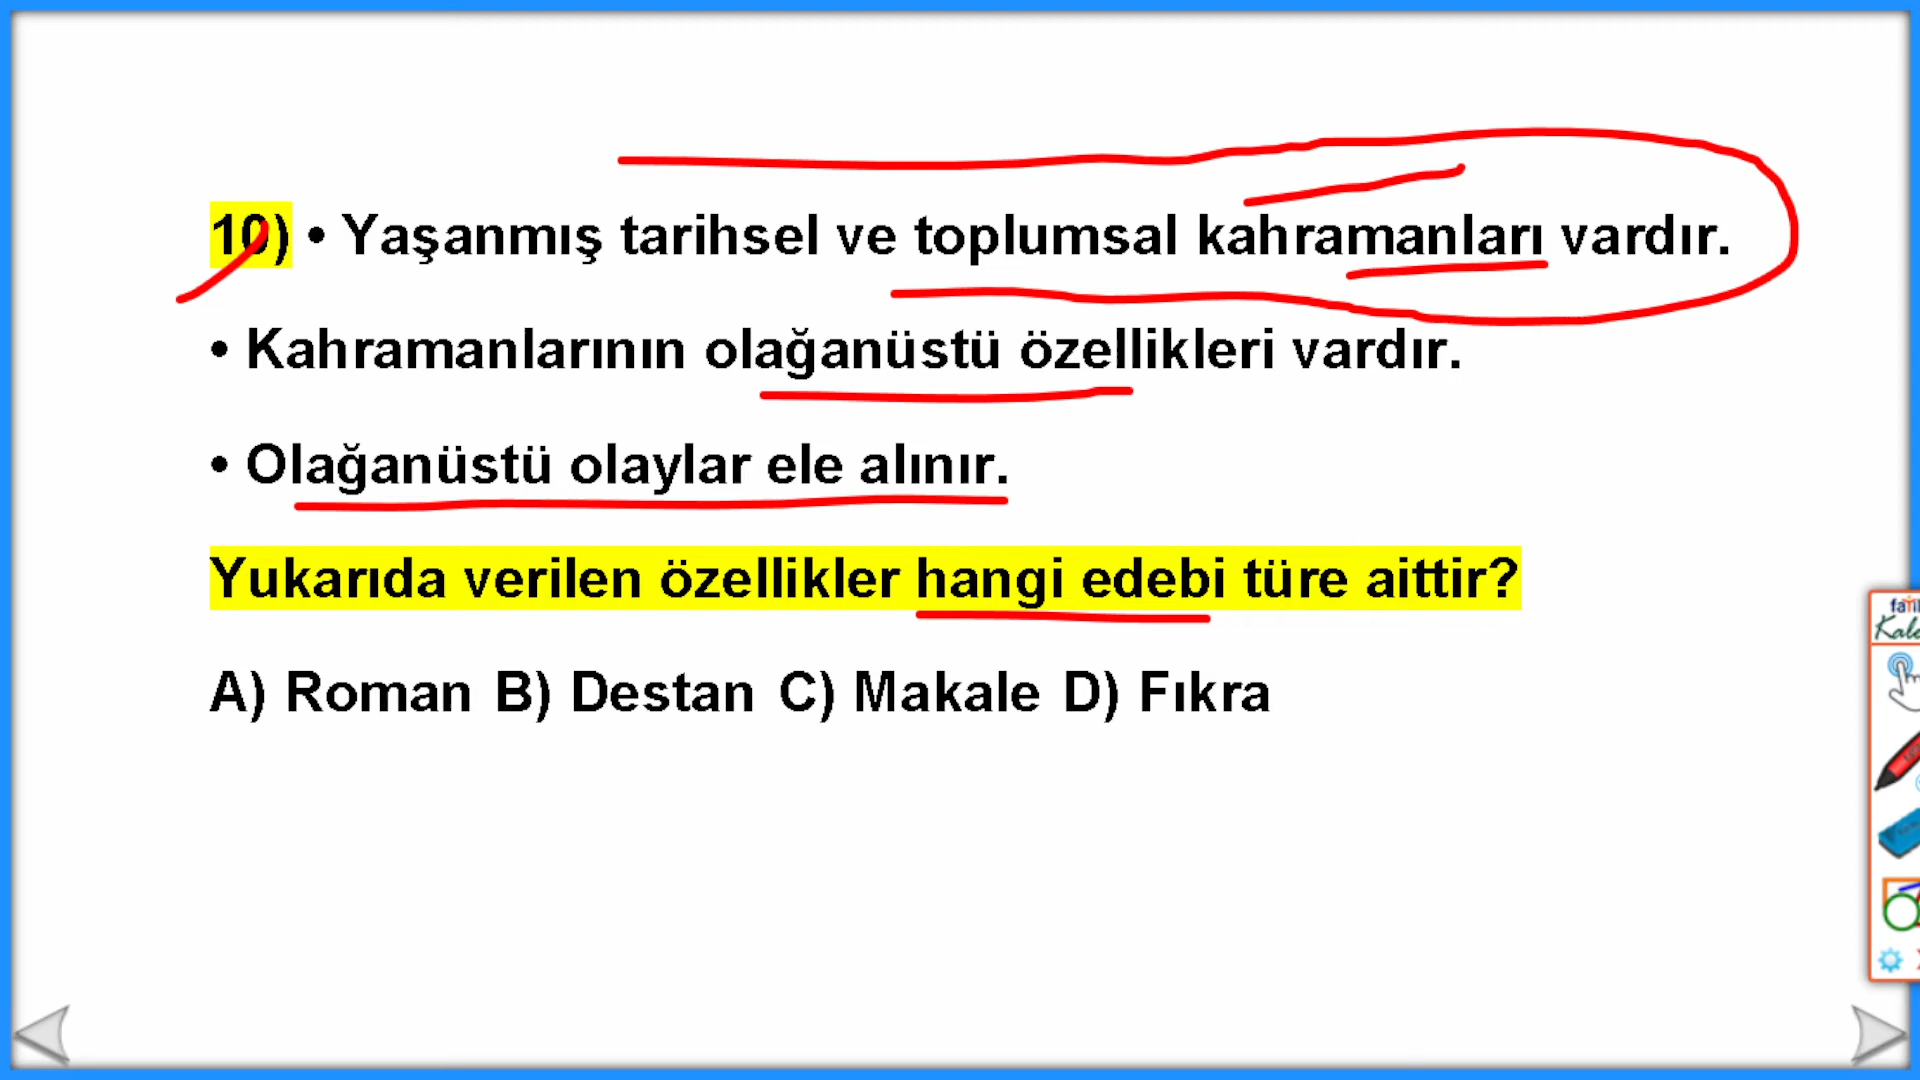 10) • Yaşanmış tarihsel ve toplumsal kahramanları vardır.
• Kahramanlarının olağanüstü özellikleri vardır.
• Olağanüstü olaylar ele alınır.
Yukarıda verilen özellikler hangi edebi türe aittir?
A) Roman B) Destan C) Makale D) Fıkra